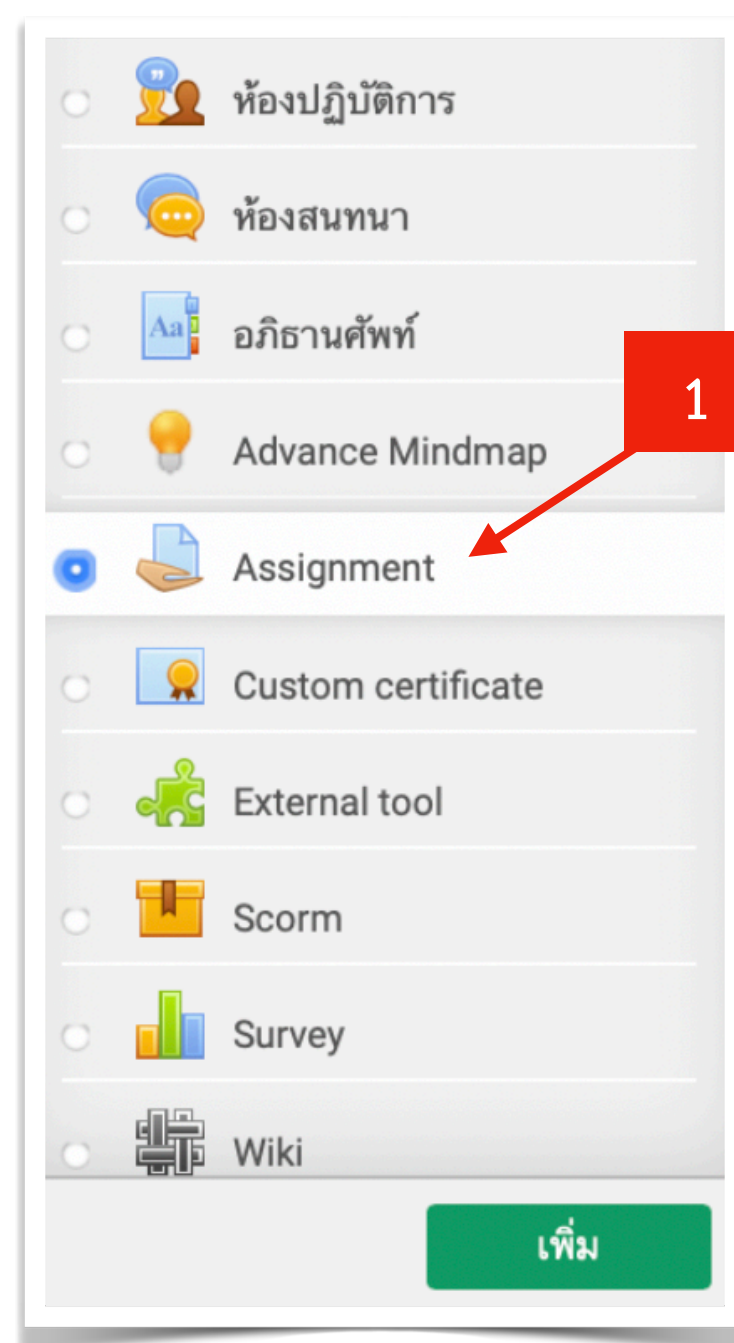 ห้องปฏิบัติการ
ห้องสนทนา
Aa
อภิธานศัพท์
1
Advance Mindmap
Assignment
Custom certificate
External tool
Scorm
Survey
Wiki
เพิ่ม